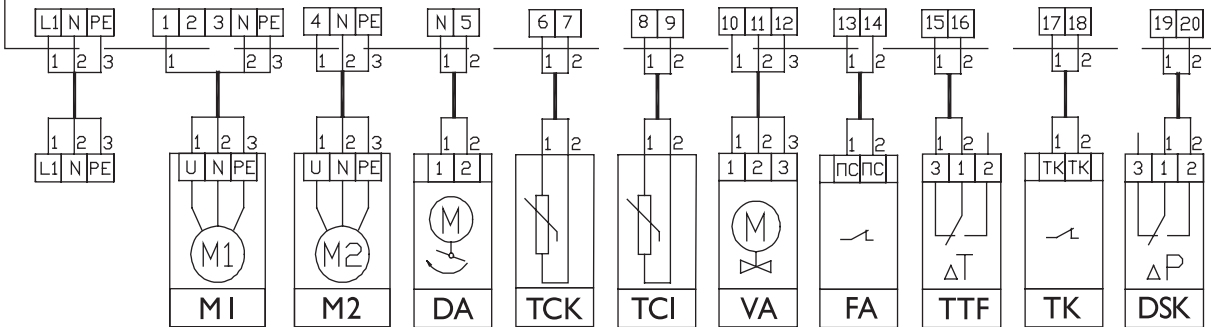 L1 N PE 1 2 3 N PE 4 N PE N 5 6 7 8 9 10 11 12 13 14 15 16 17 18 19 20
1 2 3 1 2 3 1 2 3 1 2 1 2 1 2 1 2 3 1 2 1 2 1 2 1 2
1 2 3 1 2 3 1 2 3 1 2 1 2 1 2 1 2 3 1 2 1 2 1 2 1 2
L1 N PE U N PE U N PE 1 2 1 2 3 ПС ПС 3 1 2 ТК ТК 3 1 2
M1 M2 M M
ΔT ΔP
M1 M2 DA TCK TCI VA FA TTF TK DSK